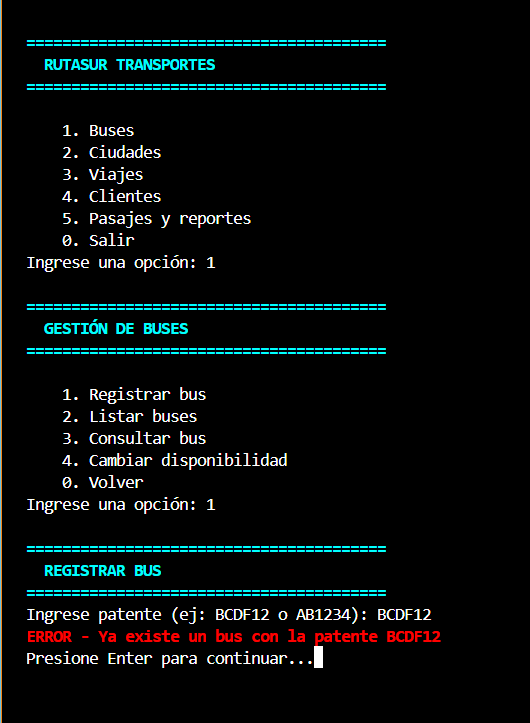 ========================================
RUTASUR TRANSPORTES
========================================
1. Buses
2. Ciudades
3. Viajes
4. Clientes
5. Pasajes y reportes
0. Salir
Ingrese una opción: 1
========================================
GESTIÓN DE BUSES
========================================
1. Registrar bus
2. Listar buses
3. Consultar bus
4. Cambiar disponibilidad
0. Volver
Ingrese una opción: 1
========================================
REGISTRAR BUS
========================================
Ingrese patente (ej: BCDF12 o AB1234): BCDF12
ERROR - Ya existe un bus con la patente BCDF12
Presione Enter para continuar...